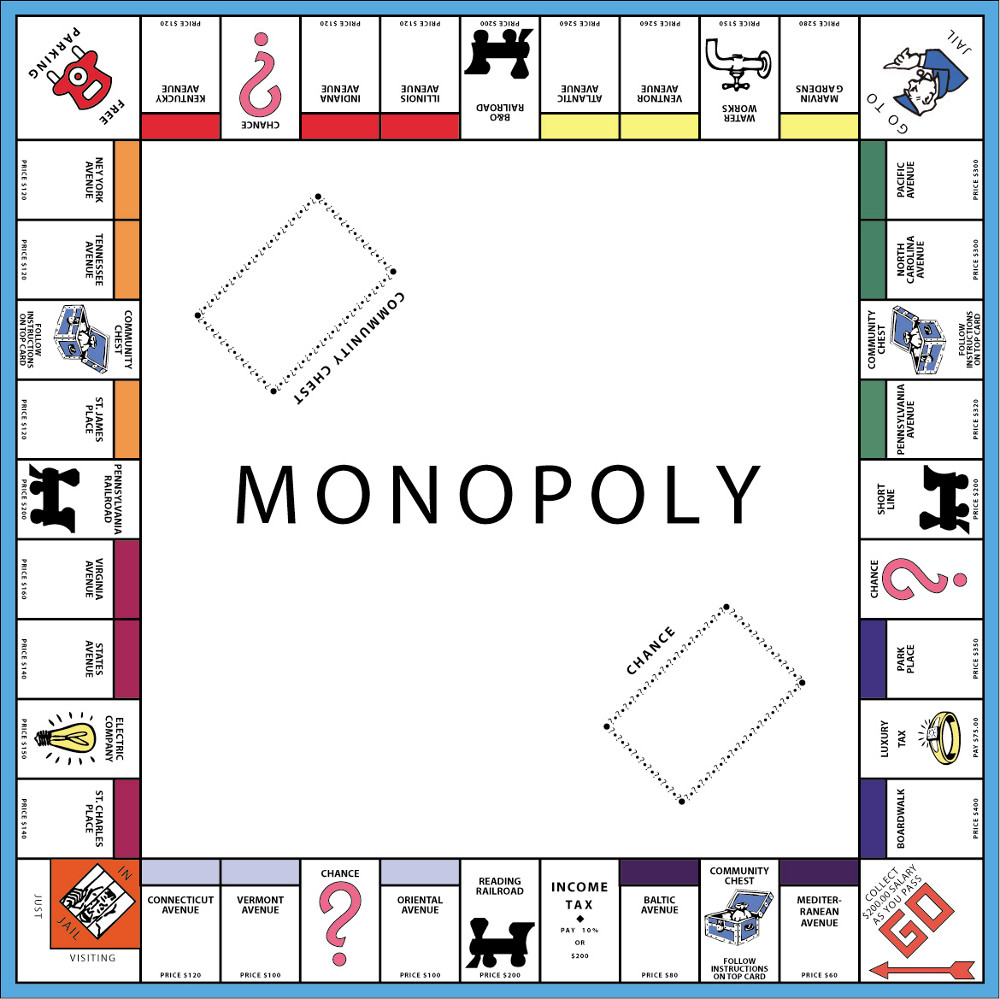 FREE
PARKING
KENTUCKY
AVENUE
PRICE $120
CHANCE
INDIANA
AVENUE
PRICE $120
ILLINOIS
AVENUE
PRICE $120
B&O
RAILROAD
PRICE $200
ATLANTIC
AVENUE
PRICE $260
VENTNOR
AVENUE
PRICE $260
WATER
WORKS
PRICE $150
MARVIN
GARDENS
PRICE $280
GO TO
JAIL
NEY YORK
AVENUE
PRICE $120
TENNESSEE
AVENUE
PRICE $120
COMMUNITY
CHEST
FOLLOW
INSTRUCTIONS
ON TOP CARD
ST. JAMES
PLACE
PRICE $120
PENNSYLVANIA
RAILROAD
PRICE $200
VIRGINIA
AVENUE
PRICE $160
STATES
AVENUE
PRICE $140
ELECTRIC
COMPANY
PRICE $150
ST. CHARLES
PLACE
PRICE $140
COMMUNITY CHEST
MONOPOLY
CHANCE
PACIFIC
AVENUE
PRICE $300
NORTH
CAROLINA
AVENUE
PRICE $300
COMMUNITY
CHEST
FOLLOW
INSTRUCTIONS
ON TOP CARD
PENNSYLVANIA
AVENUE
PRICE $320
SHORT
LINE
PRICE $200
CHANCE
PARK
PLACE
PRICE $350
LUXURY
TAX
PAY $75.00
BOARDWALK
PRICE $400
IN
JAIL
JUST
VISITING
CONNECTICUT
AVENUE
PRICE $120
VERMONT
AVENUE
PRICE $100
CHANCE
ORIENTAL
AVENUE
PRICE $100
READING
RAILROAD
PRICE $200
INCOME
TAX
PAY 10%
OR
$200
BALTIC
AVENUE
PRICE $80
COMMUNITY
CHEST
FOLLOW
INSTRUCTIONS
ON TOP CARD
MEDITER-
RANEAN
AVENUE
PRICE $60
COLLECT
$200.00 SALARY
AS YOU PASS
GO